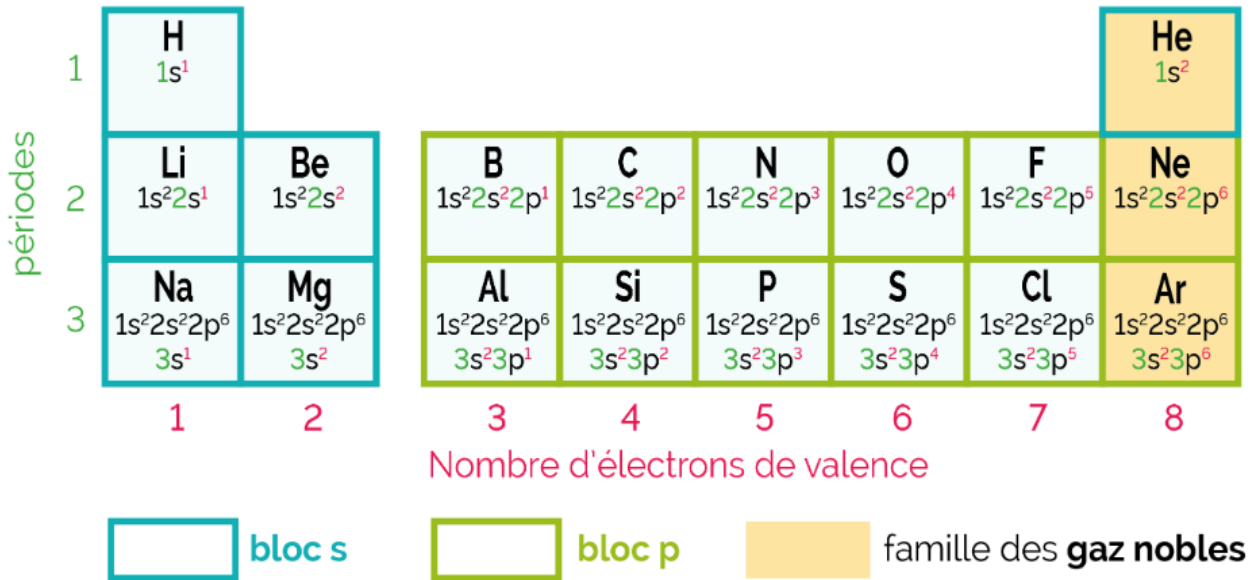 périodes
1
H
1s¹
He
1s²
2
Li
1s²2s¹
Be
1s²2s²
B
1s²2s²2p¹
C
1s²2s²2p²
N
1s²2s²2p³
O
1s²2s²2p⁴
F
1s²2s²2p⁵
Ne
1s²2s²2p⁶
3
Na
1s²2s²2p⁶
3s¹
Mg
1s²2s²2p⁶
3s²
Al
1s²2s²2p⁶
3s²3p¹
Si
1s²2s²2p⁶
3s²3p²
P
1s²2s²2p⁶
3s²3p³
S
1s²2s²2p⁶
3s²3p⁴
Cl
1s²2s²2p⁶
3s²3p⁵
Ar
1s²2s²2p⁶
3s²3p⁶
1 2 3 4 5 6 7 8
Nombre d'électrons de valence
bloc s
bloc p
famille des gaz nobles